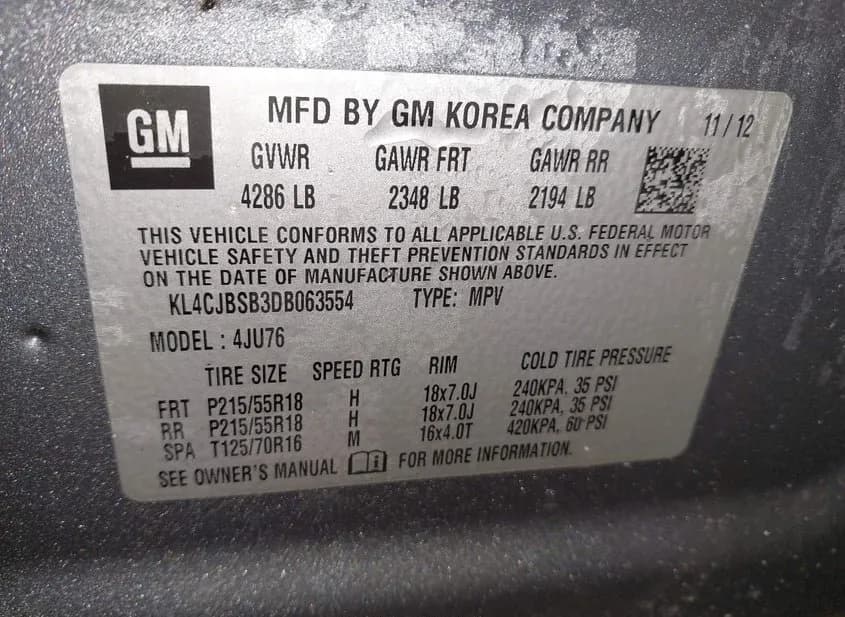 GM
MFD BY GM KOREA COMPANY 11/12
GVWR GAWR FRT GAWR RR
4286 LB 2348 LB 2194 LB
THIS VEHICLE CONFORMS TO ALL APPLICABLE U.S. FEDERAL MOTOR
VEHICLE SAFETY AND THEFT PREVENTION STANDARDS IN EFFECT
ON THE DATE OF MANUFACTURE SHOWN ABOVE.
KL4CJBSB3DB063554 TYPE: MPV
MODEL : 4JU76
TIRE SIZE SPEED RTG RIM COLD TIRE PRESSURE
FRT P215/55R18 H 18x7.0J 240KPA, 35 PSI
RR P215/55R18 H 18x7.0J 240KPA, 35 PSI
SPA T125/70R16 M 16x4.0T 420KPA, 60 PSI
SEE OWNER'S MANUAL FOR MORE INFORMATION.